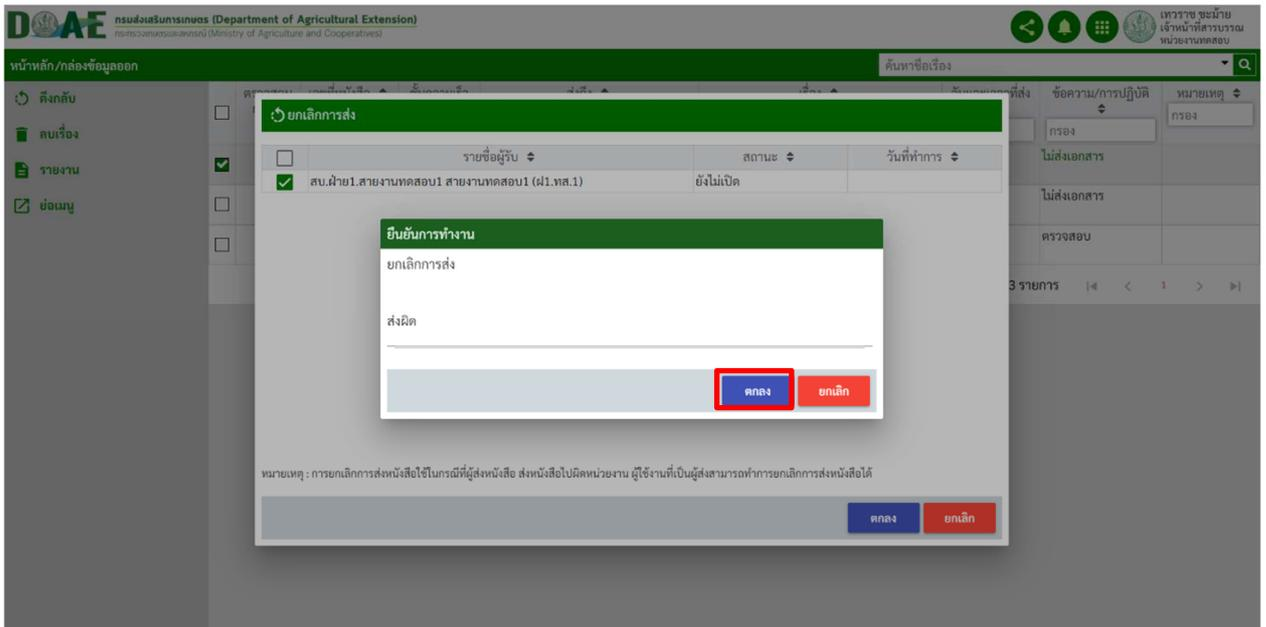 DOAE กรมส่งเสริมการเกษตร (Department of Agricultural Extension)
กระทรวงเกษตรและสหกรณ์ (Ministry of Agriculture and Cooperatives)
เทวราช ชะม้าย
เจ้าหน้าที่สารบรรณ
หน่วยงานทดสอบ
หน้าหลัก/กล่องข้อมูลออก
ค้นหาชื่อเรื่อง
ดึงกลับ
ลบเรื่อง
รายงาน
ย่อเมนู
ข้อความ/การปฏิบัติ
หมายเหตุ
กรอง
กรอง
ไม่ส่งเอกสาร
ไม่ส่งเอกสาร
ตรวจสอบ
3 รายการ
1
ยกเลิกการส่ง
รายชื่อผู้รับ สถานะ วันที่ทำการ
สบ.ฝ่าย1.สายงานทดสอบ1 สายงานทดสอบ1 (ฝ1.ทส.1) ยังไม่เปิด
ยืนยันการทำงาน
ยกเลิกการส่ง
ส่งผิด
ตกลง ยกเลิก
หมายเหตุ : การยกเลิกการส่งหนังสือใช้ในกรณีที่ผู้ส่งหนังสือ ส่งหนังสือไปผิดหน่วยงาน ผู้ใช้งานที่เป็นผู้ส่งสามารถทำการยกเลิกการส่งหนังสือได้
ตกลง ยกเลิก